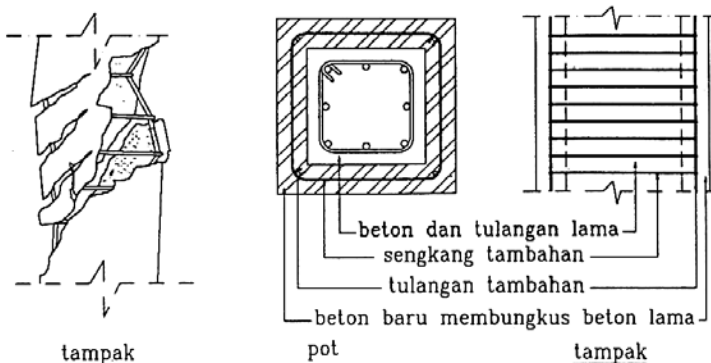 beton dan tulangan lama
sengkang tambahan
tulangan tambahan
beton baru membungkus beton lama
tampak
pot
tampak